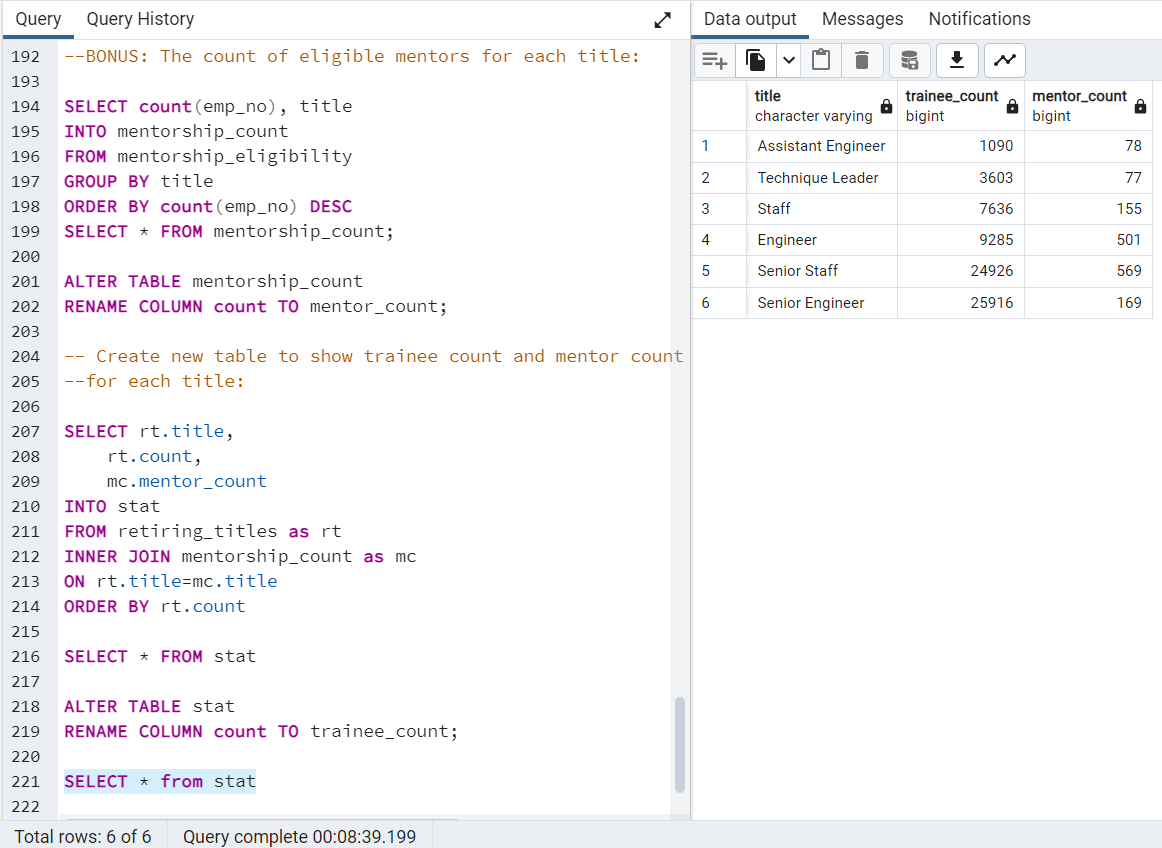 Query Query History
192 --BONUS: The count of eligible mentors for each title:
193
194 SELECT count(emp_no), title
195 INTO mentorship_count
196 FROM mentorship_eligibility
197 GROUP BY title
198 ORDER BY count(emp_no) DESC
199 SELECT * FROM mentorship_count;
200
201 ALTER TABLE mentorship_count
202 RENAME COLUMN count TO mentor_count;
203
204 -- Create new table to show trainee count and mentor count
205 --for each title:
206
207 SELECT rt.title,
208     rt.count,
209     mc.mentor_count
210 INTO stat
211 FROM retiring_titles as rt
212 INNER JOIN mentorship_count as mc
213 ON rt.title=mc.title
214 ORDER BY rt.count
215
216 SELECT * FROM stat
217
218 ALTER TABLE stat
219 RENAME COLUMN count TO trainee_count;
220
221 SELECT * from stat
222
Data output Messages Notifications
title trainee_count mentor_count
character varying bigint bigint
1 Assistant Engineer 1090 78
2 Technique Leader 3603 77
3 Staff 7636 155
4 Engineer 9285 501
5 Senior Staff 24926 569
6 Senior Engineer 25916 169
Total rows: 6 of 6 Query complete 00:08:39.199